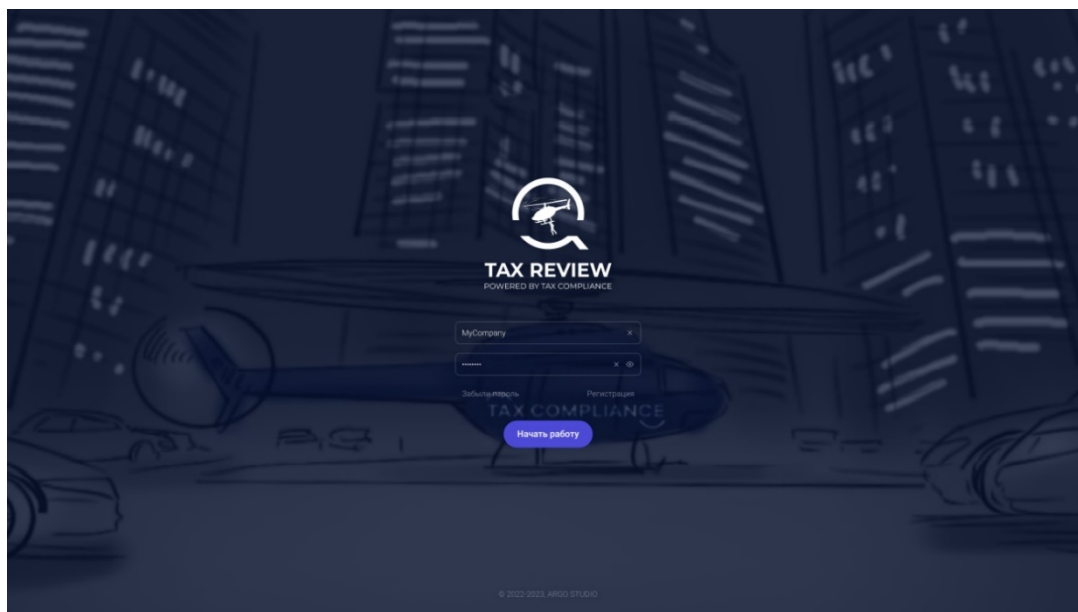 TAX REVIEW
POWERED BY TAX COMPLIANCE
MyCompany
••••••••
Забыли пароль Регистрация
TAX COMPLIANCE
Начать работу
© 2022-2023, ARGO STUDIO